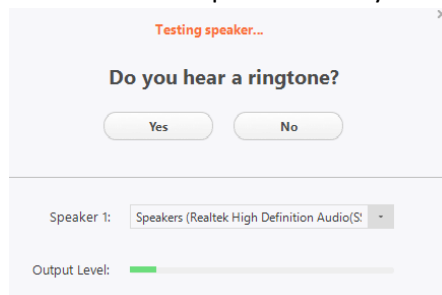 Testing speaker...
Do you hear a ringtone?
Yes No
Speaker 1: Speakers (Realtek High Definition Audio(S
Output Level: